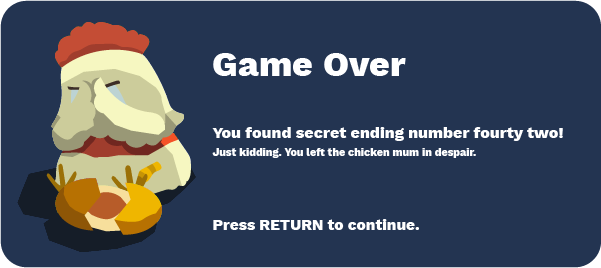 Game Over
You found secret ending number fourty two!
Just kidding. You left the chicken mum in despair.
Press RETURN to continue.